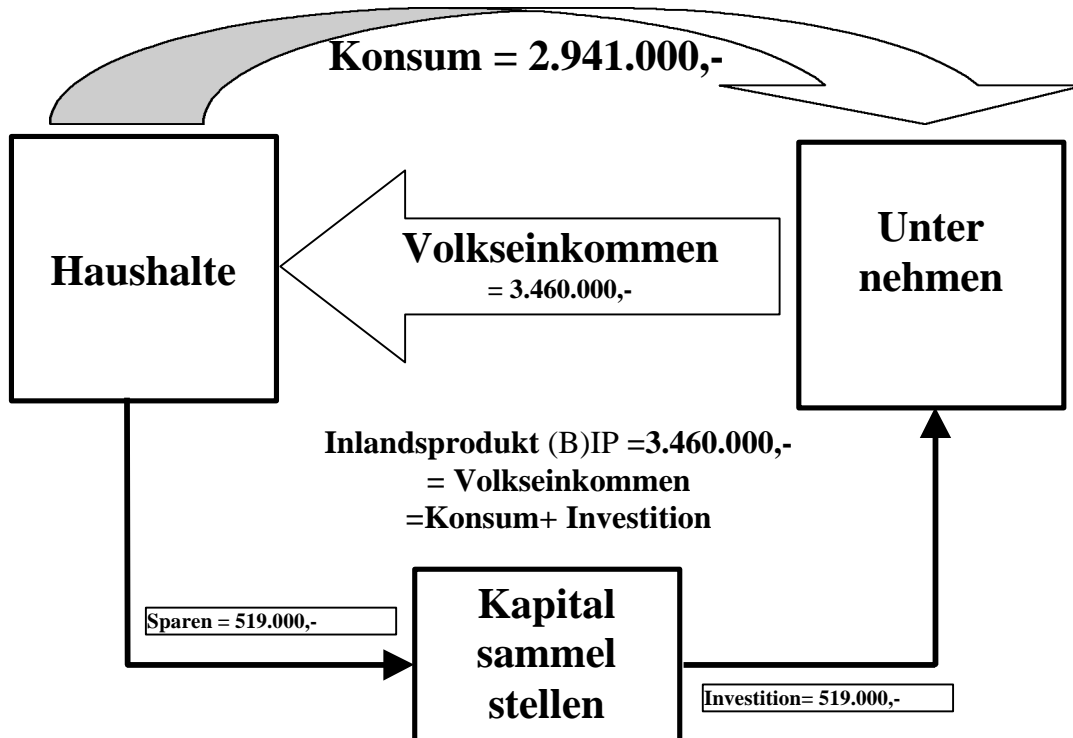 Konsum = 2.941.000,-
Haushalte
Volkseinkommen
= 3.460.000,-
Unter
nehmen
Inlandsprodukt (B)IP =3.460.000,-
= Volkseinkommen
=Konsum+ Investition
Sparen = 519.000,-
Kapital
sammel
stellen
Investition= 519.000,-